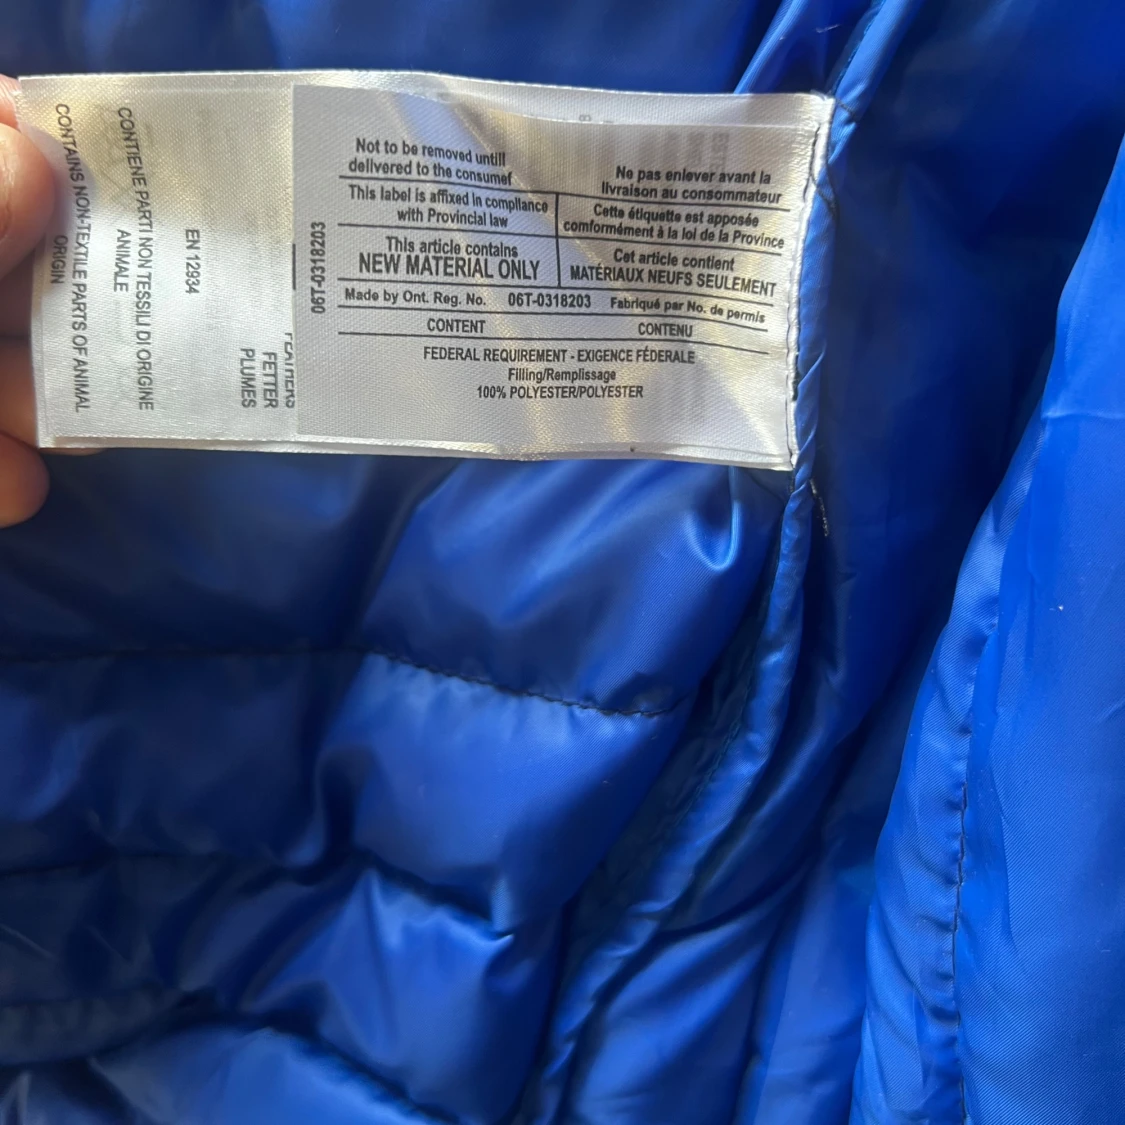 Not to be removed untill
delivered to the consumef
Ne pas enlever avant la
livraison au consommateur
This label is affixed in compllance
with Provincial law
Cette étiquette est apposée
comformément à la loi de la Province
This article contains
NEW MATERIAL ONLY
Cet article contient
MATÉRIAUX NEUFS SEULEMENT
Made by Ont. Reg. No. 06T-0318203 Fabriqué par No. de permis
CONTENT CONTENU
FEDERAL REQUIREMENT - EXIGENCE FÉDERALE
Filling/Remplissage
100% POLYESTER/POLYESTER
06T-0318203
FEATHERS
FETTER
PLUMES
EN 12934
CONTIENE PARTI NON TESSILI DI ORIGINE
ANIMALE
CONTAINS NON-TEXTILE PARTS OF ANIMAL
ORIGIN